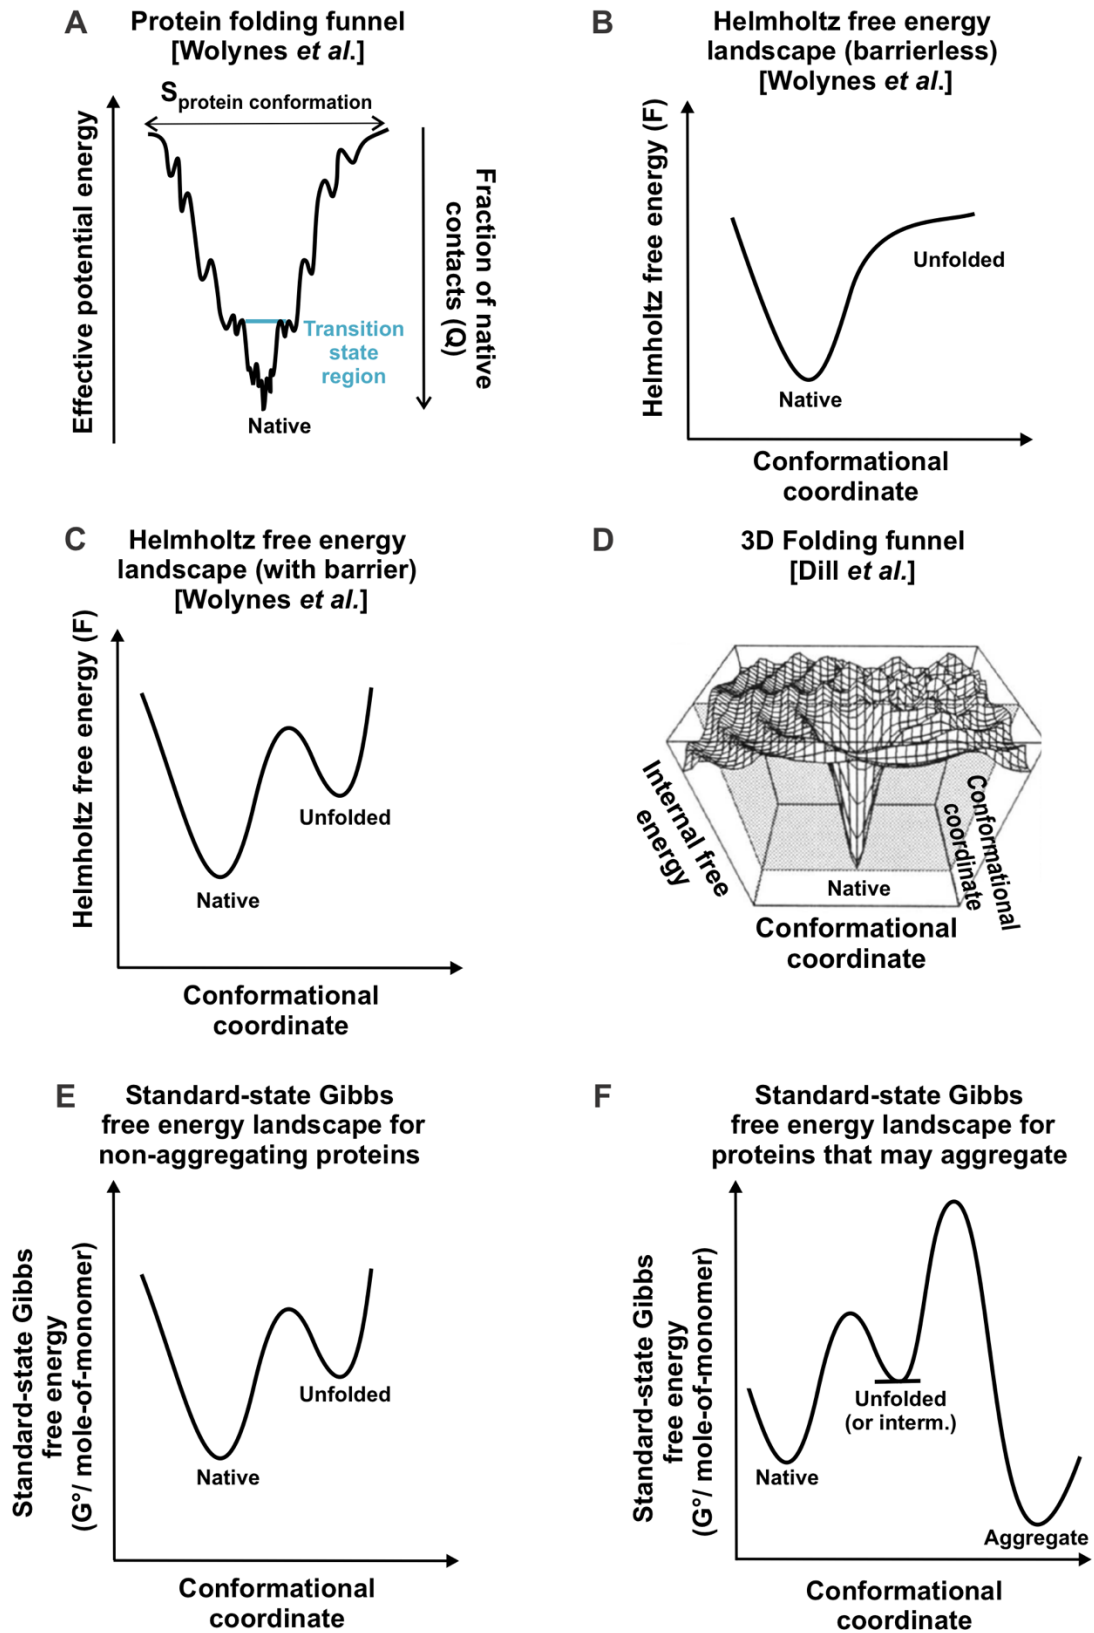 A
Protein folding funnel
[Wolynes et al.]
S protein conformation
Effective potential energy
Fraction of native
contacts (Q)
Transition
state
region
Native
B
Helmholtz free energy
landscape (barrierless)
[Wolynes et al.]
Helmholtz free energy (F)
Unfolded
Native
Conformational
coordinate
C
Helmholtz free energy
landscape (with barrier)
[Wolynes et al.]
Helmholtz free energy (F)
Unfolded
Native
Conformational
coordinate
D
3D Folding funnel
[Dill et al.]
Internal free
energy
Conformational
coordinate
Native
Conformational
coordinate
E
Standard-state Gibbs
free energy landscape for
non-aggregating proteins
Standard-state Gibbs
free energy
(G°/ mole-of-monomer)
Unfolded
Native
Conformational
coordinate
F
Standard-state Gibbs
free energy landscape for
proteins that may aggregate
Standard-state Gibbs
free energy
(G°/ mole-of-monomer)
Unfolded
(or interm.)
Native
Aggregate
Conformational
coordinate